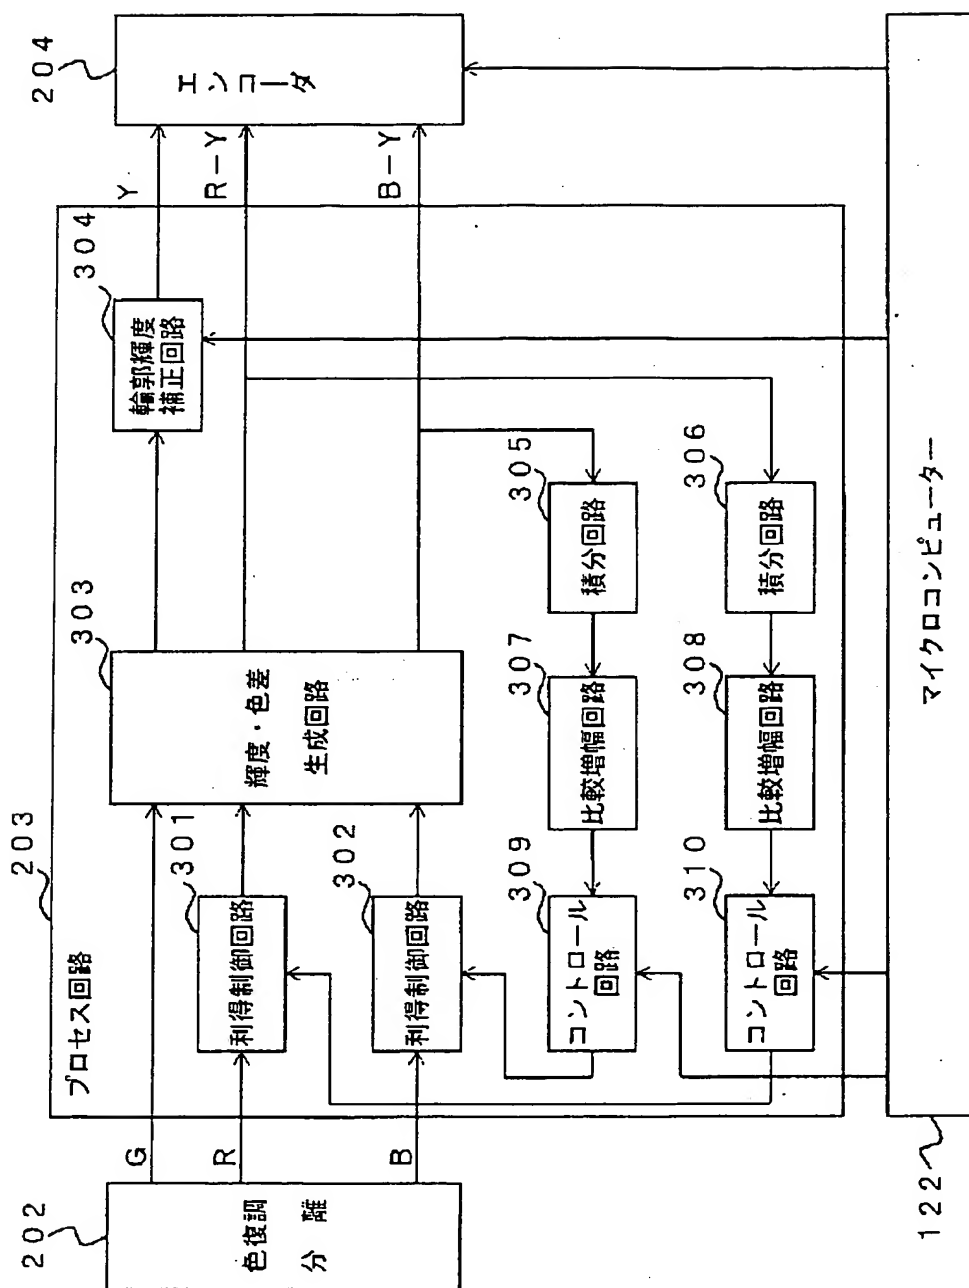 202
色復調
分離
G
R
B
203
プロセス回路
301
利得制御回路
302
利得制御回路
303
輝度・色差
生成回路
304
輪郭輝度
補正回路
305
積分回路
306
積分回路
307
比較増幅回路
308
比較増幅回路
309
コントロール
回路
310
コントロール
回路
Y
R-Y
B-Y
204
エンコータ
122
マイクロコンピューター